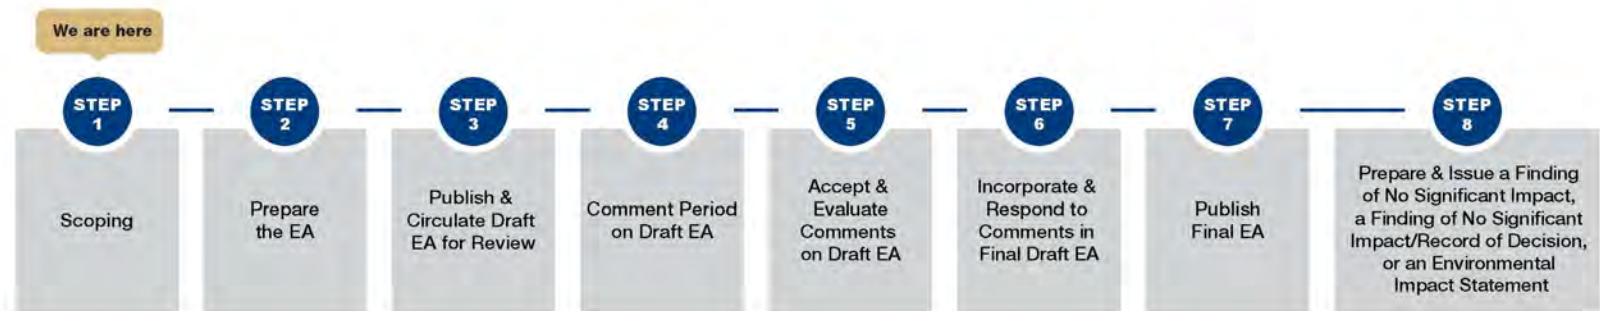 We are here
STEP
1
Scoping
STEP
2
Prepare
the EA
STEP
3
Publish &
Circulate Draft
EA for Review
STEP
4
Comment Period
on Draft EA
STEP
5
Accept &
Evaluate
Comments
on Draft EA
STEP
6
Incorporate &
Respond to
Comments in
Final Draft EA
STEP
7
Publish
Final EA
STEP
8
Prepare & Issue a Finding
of No Significant Impact,
a Finding of No Significant
Impact/Record of Decision,
or an Environmental
Impact Statement